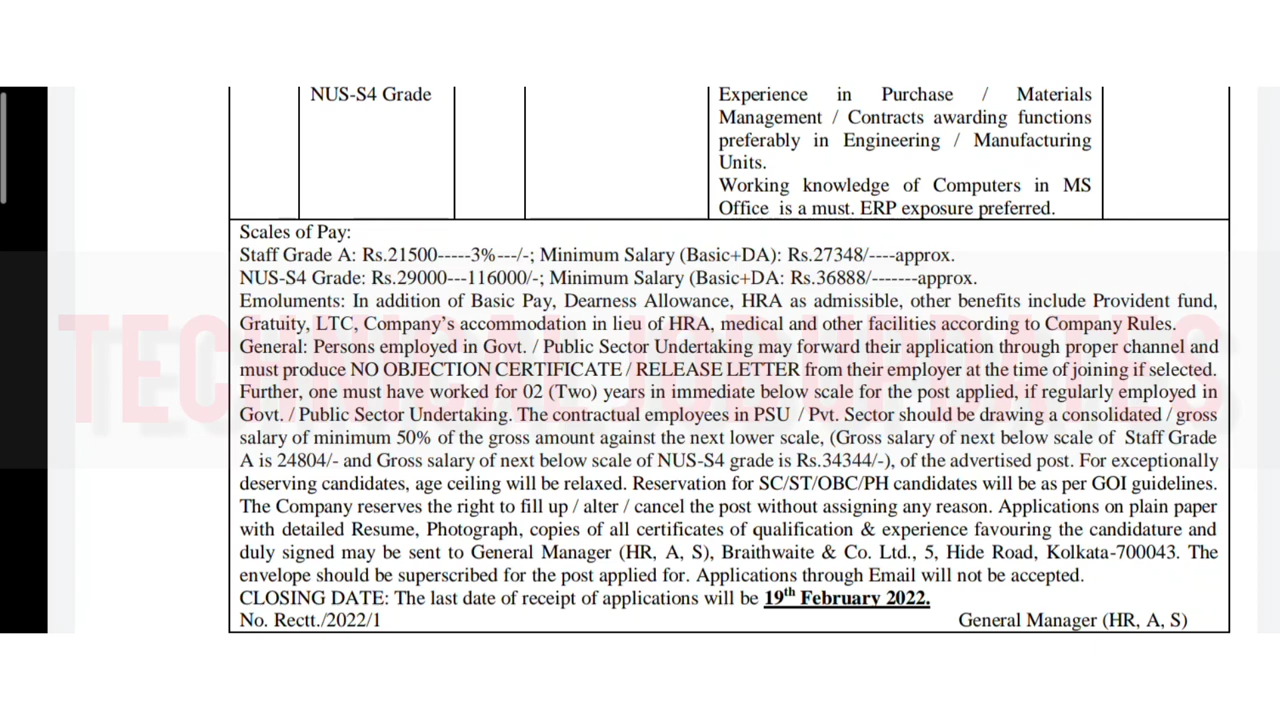 NUS-S4 Grade
Experience in Purchase / Materials
Management / Contracts awarding functions
preferably in Engineering / Manufacturing
Units.
Working knowledge of Computers in MS
Office is a must. ERP exposure preferred.
Scales of Pay:
Staff Grade A: Rs.21500-----3%---/-; Minimum Salary (Basic+DA): Rs.27348/----approx.
NUS-S4 Grade: Rs.29000---116000/-; Minimum Salary (Basic+DA: Rs.36888/-------approx.
Emoluments: In addition of Basic Pay, Dearness Allowance, HRA as admissible, other benefits include Provident fund,
Gratuity, LTC, Company's accommodation in lieu of HRA, medical and other facilities according to Company Rules.
General: Persons employed in Govt. / Public Sector Undertaking may forward their application through proper channel and
must produce NO OBJECTION CERTIFICATE / RELEASE LETTER from their employer at the time of joining if selected.
Further, one must have worked for 02 (Two) years in immediate below scale for the post applied, if regularly employed in
Govt. / Public Sector Undertaking. The contractual employees in PSU / Pvt. Sector should be drawing a consolidated / gross
salary of minimum 50% of the gross amount against the next lower scale, (Gross salary of next below scale of Staff Grade
A is 24804/- and Gross salary of next below scale of NUS-S4 grade is Rs.34344/-), of the advertised post. For exceptionally
deserving candidates, age ceiling will be relaxed. Reservation for SC/ST/OBC/PH candidates will be as per GOI guidelines.
The Company reserves the right to fill up / alter / cancel the post without assigning any reason. Applications on plain paper
with detailed Resume, Photograph, copies of all certificates of qualification & experience favouring the candidature and
duly signed may be sent to General Manager (HR, A, S), Braithwaite & Co. Ltd., 5, Hide Road, Kolkata-700043. The
envelope should be superscribed for the post applied for. Applications through Email will not be accepted.
CLOSING DATE: The last date of receipt of applications will be 19th February 2022.
No. Rectt./2022/1 General Manager (HR, A, S)
TECHNICAL JOB UPDATES